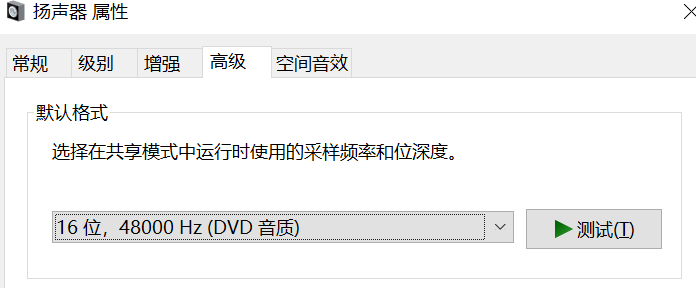 扬声器 属性
常规 级别 增强 高级 空间音效
默认格式
选择在共享模式中运行时使用的采样频率和位深度。
16 位，48000 Hz (DVD 音质) 测试(T)